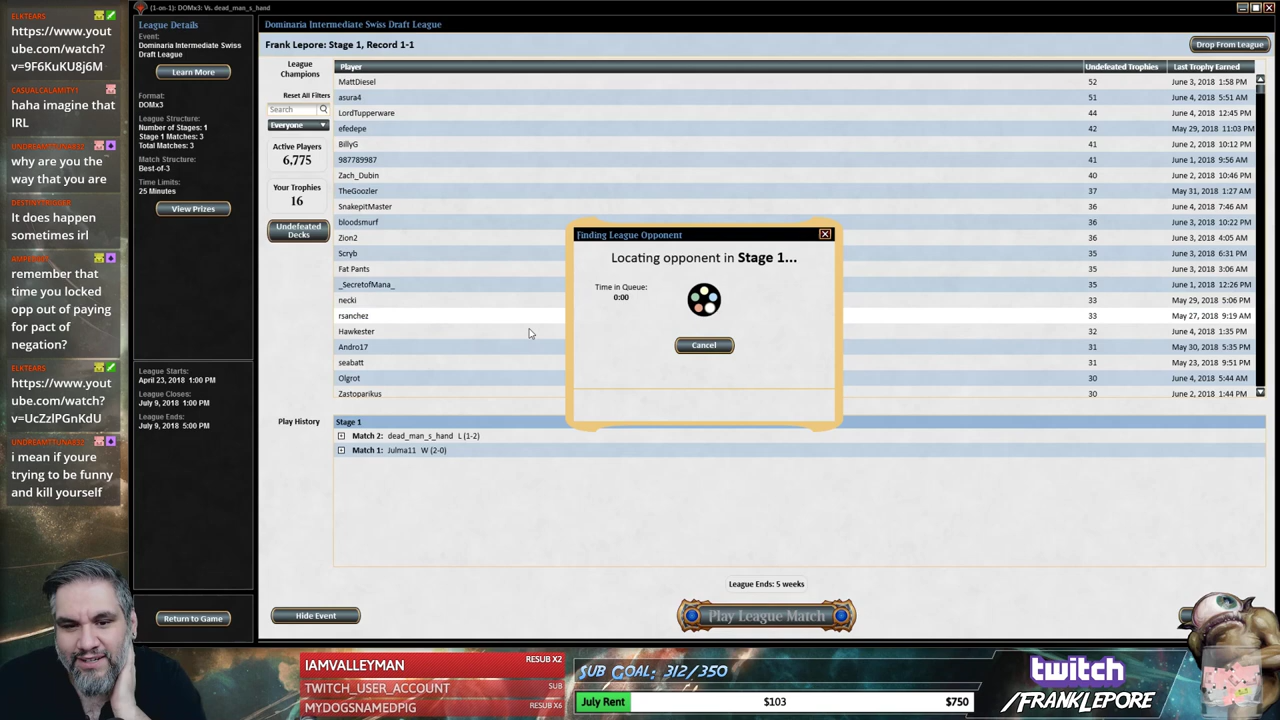 (1-on-1): DOMx3: Vs. dead_man_s_hand
ELKTEARS
https://www.yout
ube.com/watch?
v=9F6KuKU8j6M
CASUALCALAMITY1
haha imagine that
IRL
UNDREAMTTUNA832
why are you the
way that you are
It does happen
sometimes irl
remember that
time you locked
opp out of paying
for pact of
negation?
ELKTEARS
https://www.yout
ube.com/watch?
v=UcZzlPGnKdU
UNDREAMTTUNA832
i mean if youre
trying to be funny
and kill yourself
League Details
Event:
Dominaria Intermediate Swiss
Draft League
Learn More
Format:
DOMx3
League Structure:
Number of Stages: 1
Stage 1 Matches: 3
Total Matches: 3
Match Structure:
Best-of-3
Time Limits:
25 Minutes
View Prizes
League Starts:
April 23, 2018 1:00 PM
League Closes:
July 9, 2018 1:00 PM
League Ends:
July 9, 2018 5:00 PM
Return to Game
Dominaria Intermediate Swiss Draft League
Frank Lepore: Stage 1, Record 1-1
Drop From League
League
Champions
Reset All Filters
Search
Everyone
Active Players
6,775
Your Trophies
16
Undefeated
Decks
Player Undefeated Trophies Last Trophy Earned
MattDiesel 52 June 3, 2018 1:58 PM
asura4 51 June 4, 2018 5:51 AM
LordTupperware 44 June 4, 2018 12:45 PM
efedepe 42 May 29, 2018 11:03 PM
BillyG 41 June 2, 2018 10:12 PM
987789987 41 June 1, 2018 9:56 AM
Zach_Dubin 40 June 2, 2018 10:46 PM
TheGoozler 37 May 31, 2018 1:27 AM
SnakepitMaster 36 June 4, 2018 7:46 AM
bloodsmurf 36 June 3, 2018 10:22 PM
Zion2 36 June 3, 2018 4:05 AM
Scryb 35 June 3, 2018 6:31 PM
Fat Pants 35 June 3, 2018 3:06 AM
_SecretofMana_ 35 June 1, 2018 12:26 PM
necki 33 May 29, 2018 5:06 PM
rsanchez 33 May 27, 2018 9:19 AM
Hawkester 32 June 4, 2018 1:35 PM
Andro17 31 May 30, 2018 5:35 PM
seabatt 31 May 23, 2018 9:51 PM
Olgrot 30 June 4, 2018 5:44 AM
Zastoparikus 30 June 2, 2018 1:44 PM
Finding League Opponent
Locating opponent in Stage 1...
Time in Queue:
0:00
Cancel
Play History
Stage 1
Match 2: dead_man_s_hand L (1-2)
Match 1: Julma11 W (2-0)
League Ends: 5 weeks
Hide Event
Play League Match
IAMVALLEYMAN RESUB X2
TWITCH_USER_ACCOUNT SUB
MYDOGSNAMEDPIG RESUB X6
SUB GOAL: 312/350
July Rent $103 $750
twitch
/FRANKLEPORE